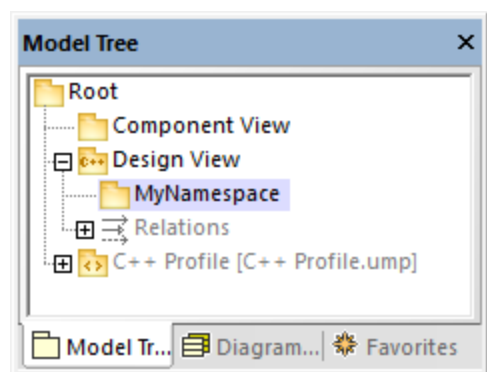 Model Tree
Root
Component View
C++ Design View
MyNamespace
Relations
C++ Profile [C++ Profile.ump]
Model Tr... Diagram... Favorites